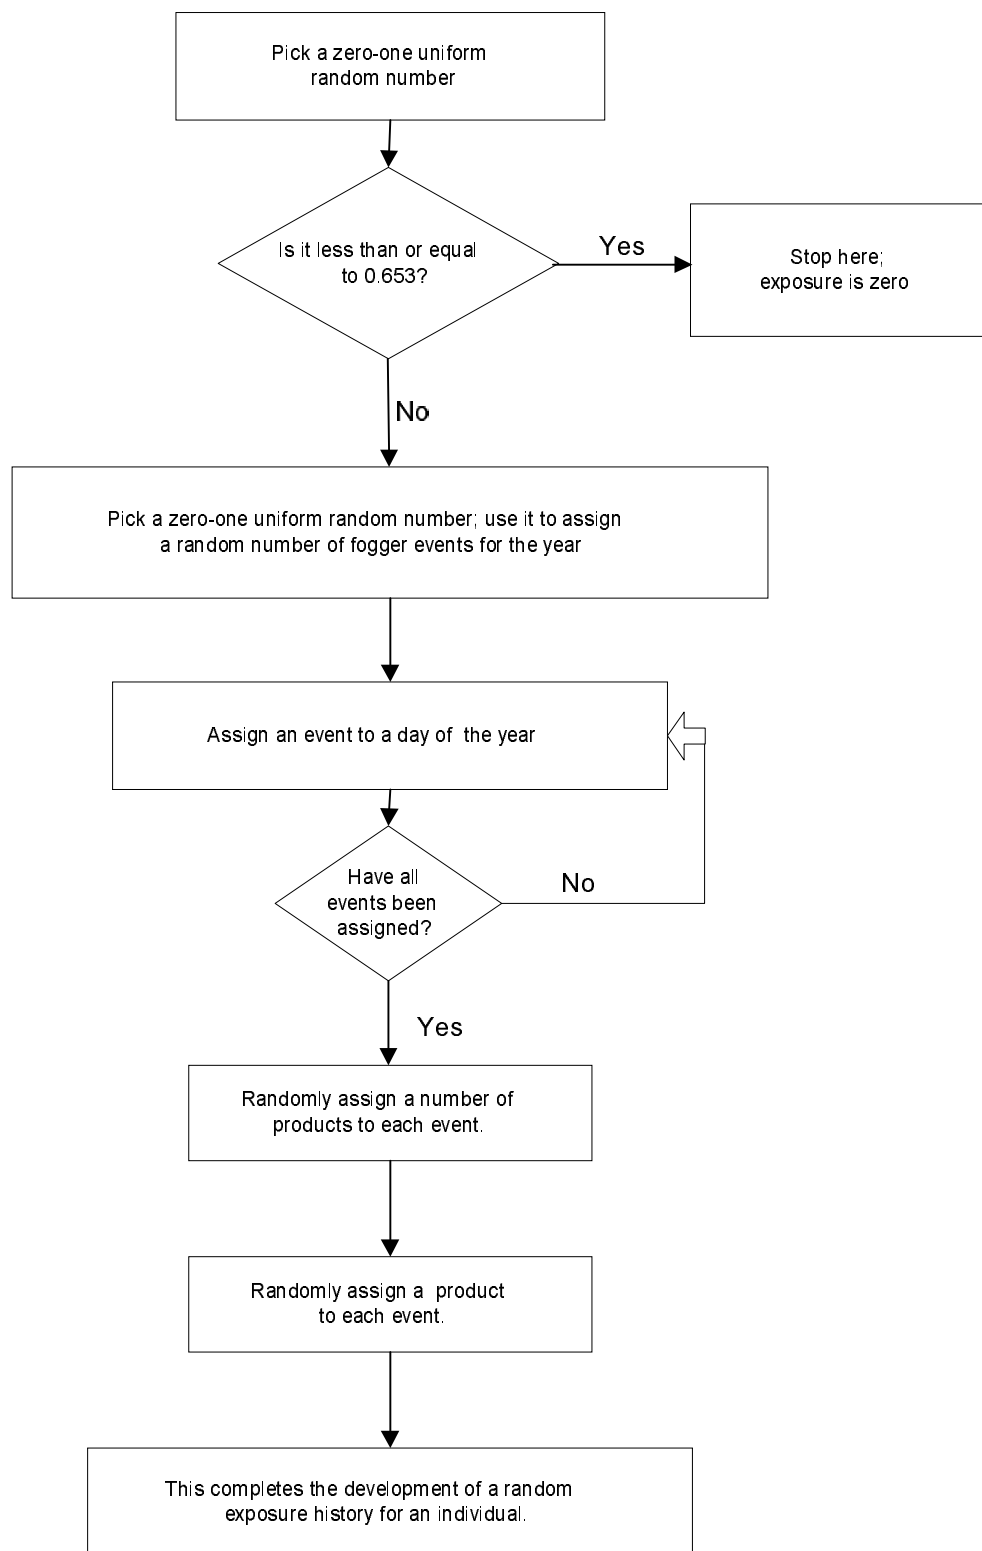 Pick a zero-one uniform
random number
Is it less than or equal
to 0.653?
Yes
Stop here;
exposure is zero
No
Pick a zero-one uniform random number; use it to assign
a random number of fogger events for the year
Assign an event to a day of the year
Have all
events been
assigned?
No
Yes
Randomly assign a number of
products to each event.
Randomly assign a product
to each event.
This completes the development of a random
exposure history for an individual.